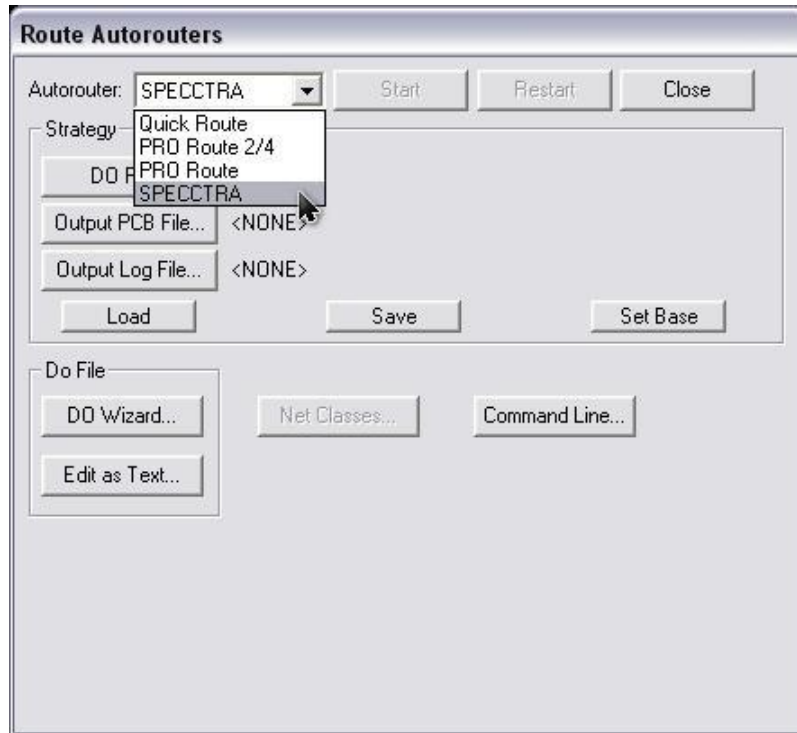 Route Autorouters
Autorouter: SPECCTRA Start Restart Close
Strategy
Quick Route
PRO Route 2/4
PRO Route
SPECCTRA
DO
Output PCB File... <NONE>
Output Log File... <NONE>
Load Save Set Base
Do File
DO Wizard... Net Classes... Command Line...
Edit as Text...